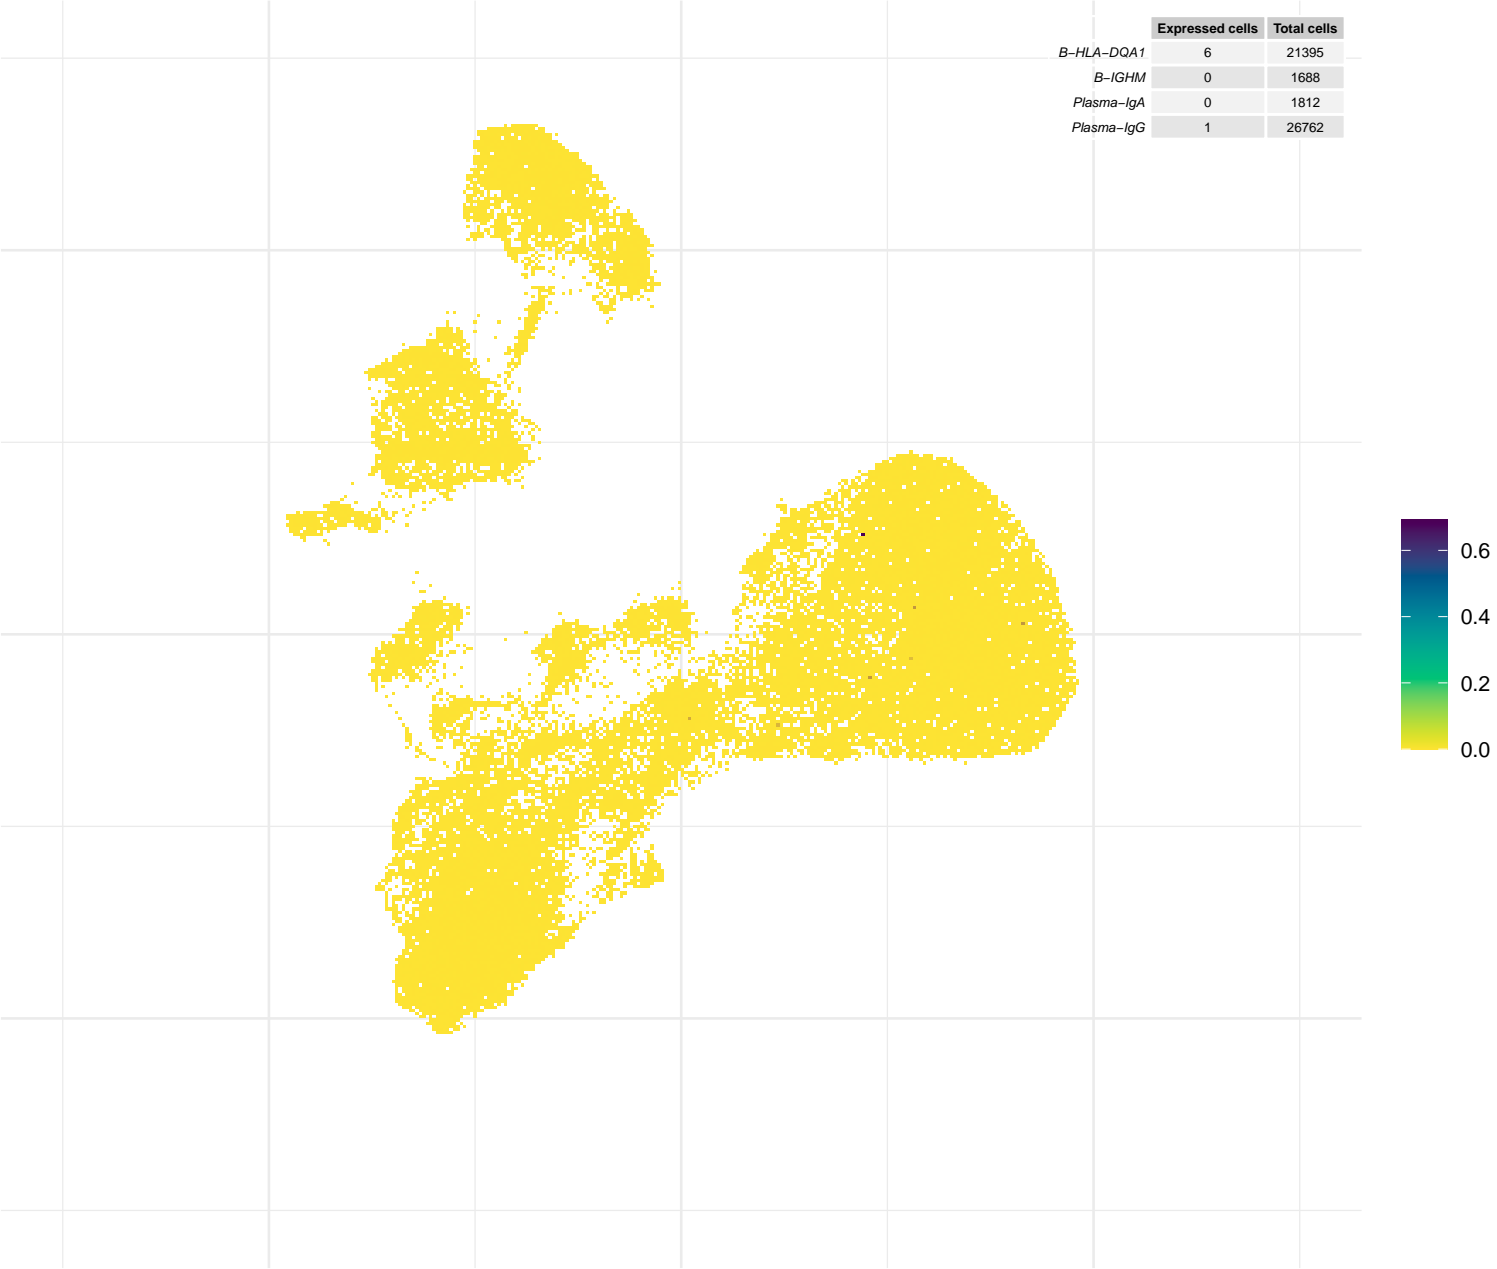 Expressed cells Total cells
B−HLA−DQA1 6 21395
B−IGHM 0 1688
Plasma−IgA 0 1812
Plasma−IgG 1 26762
0.6
0.4
0.2
0.0